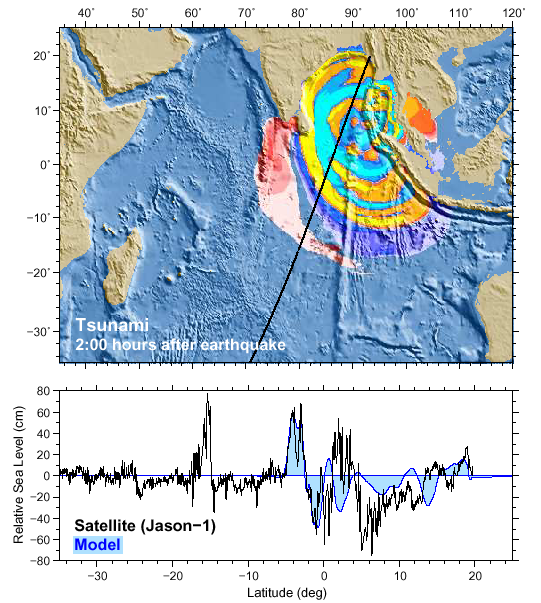 40° 50° 60° 70° 80° 90° 100° 110° 120°
20°
10°
0°
−10°
−20°
−30°
Tsunami
2:00 hours after earthquake
80
60
40
20
0
−20
−40
−60
−80
Relative Sea Level (cm)
Satellite (Jason−1)
Model
−30 −20 −10 0 10 20
Latitude (deg)